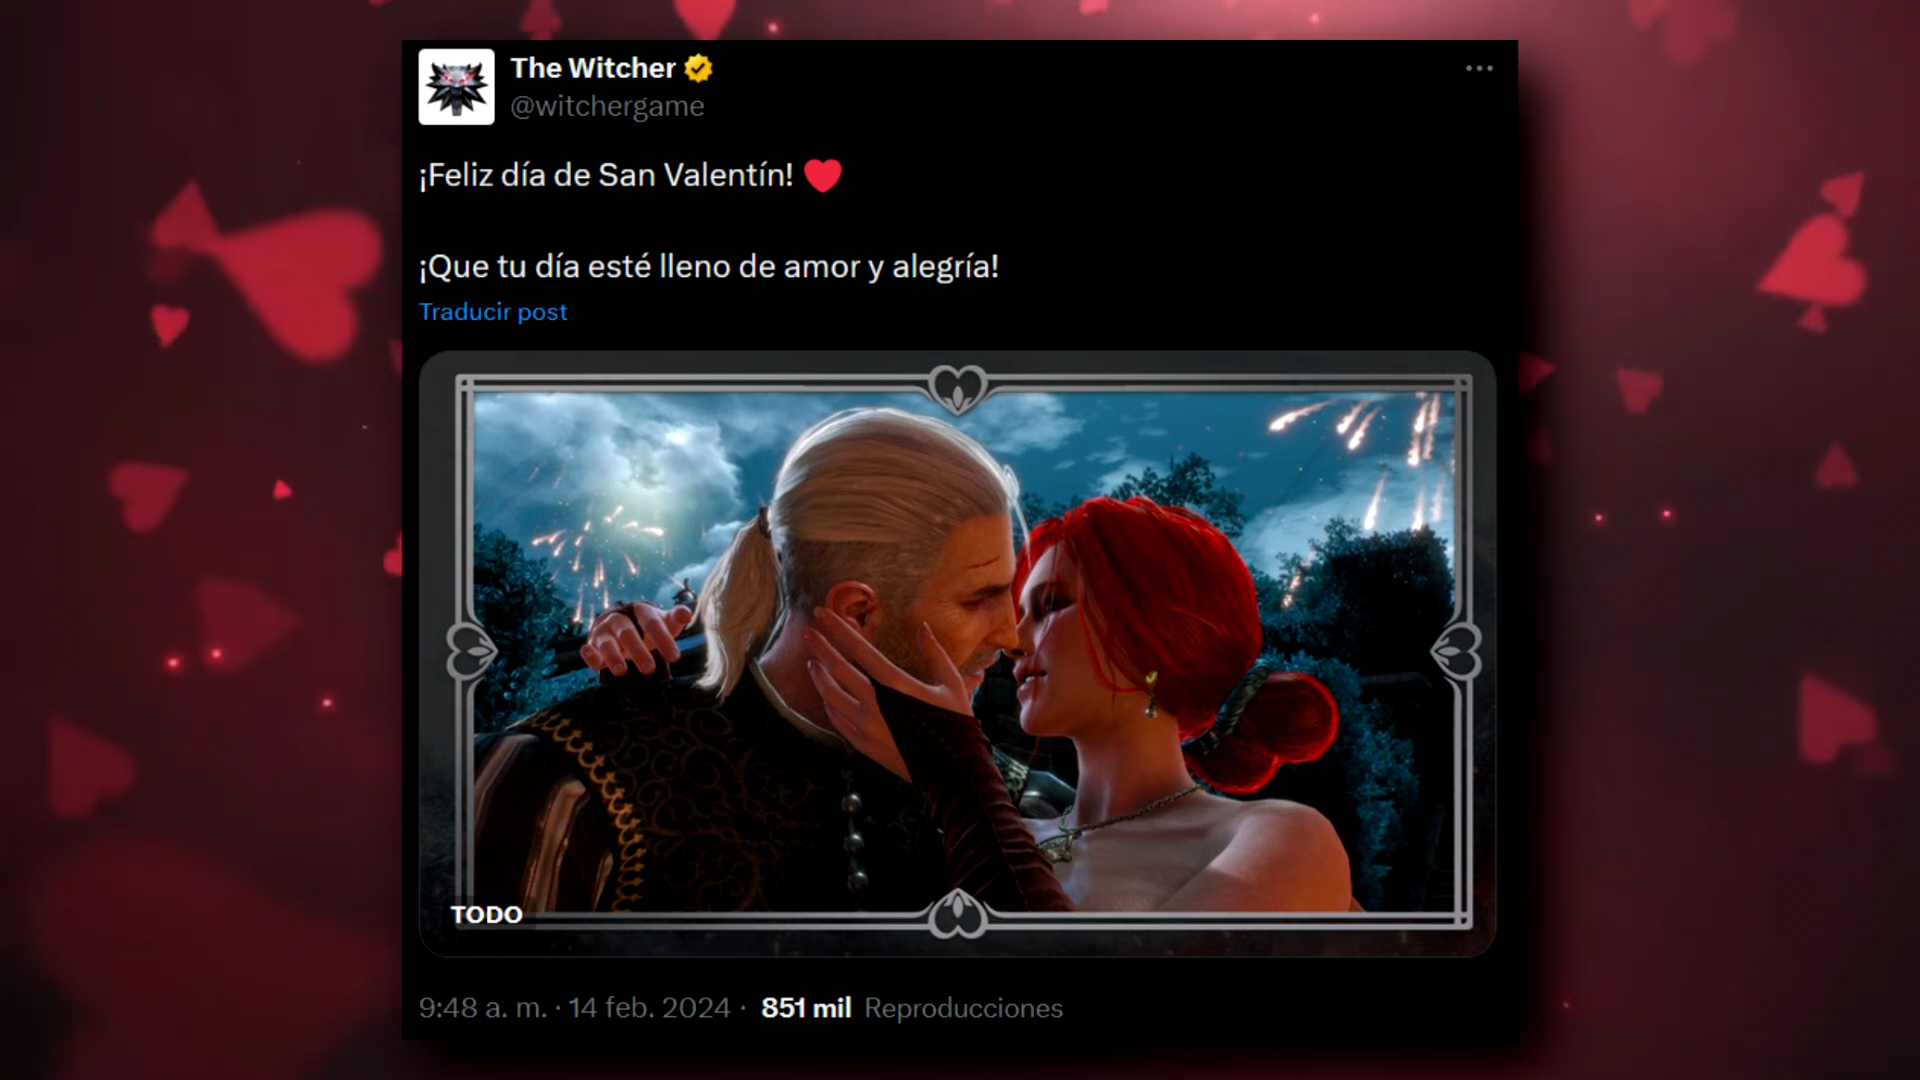 The Witcher
@witchergame
¡Feliz día de San Valentín! ❤️
¡Que tu día esté lleno de amor y alegría!
Traducir post
TODO
9:48 a. m. · 14 feb. 2024 · 851 mil Reproducciones